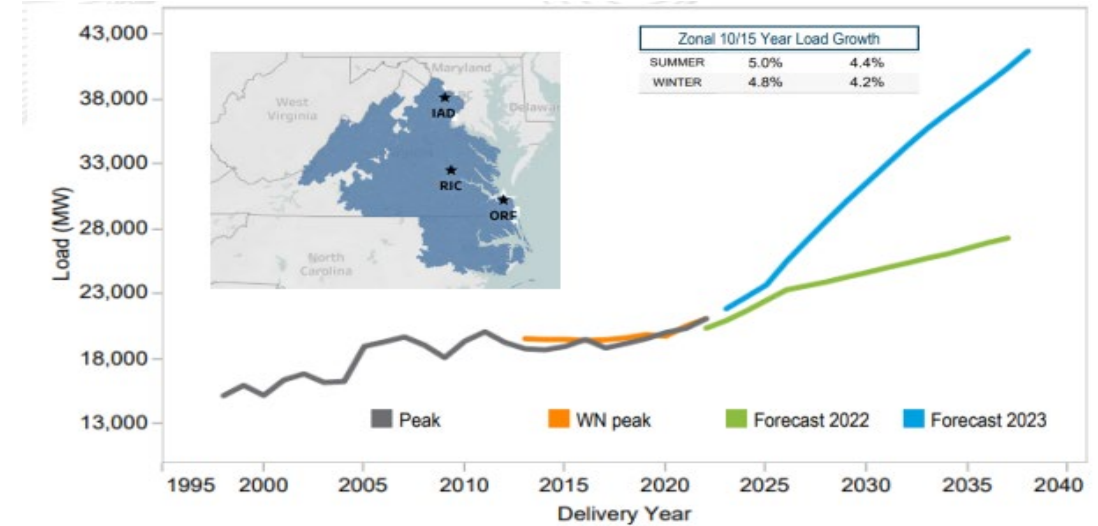 43,000
38,000
33,000
28,000
23,000
18,000
13,000
Load (MW)
Zonal 10/15 Year Load Growth
SUMMER 5.0% 4.4%
WINTER 4.8% 4.2%
Maryland
West
Virginia
IAD
RIC
ORF
North
Carolina
Peak
WN peak
Forecast 2022
Forecast 2023
1995 2000 2005 2010 2015 2020 2025 2030 2035 2040
Delivery Year